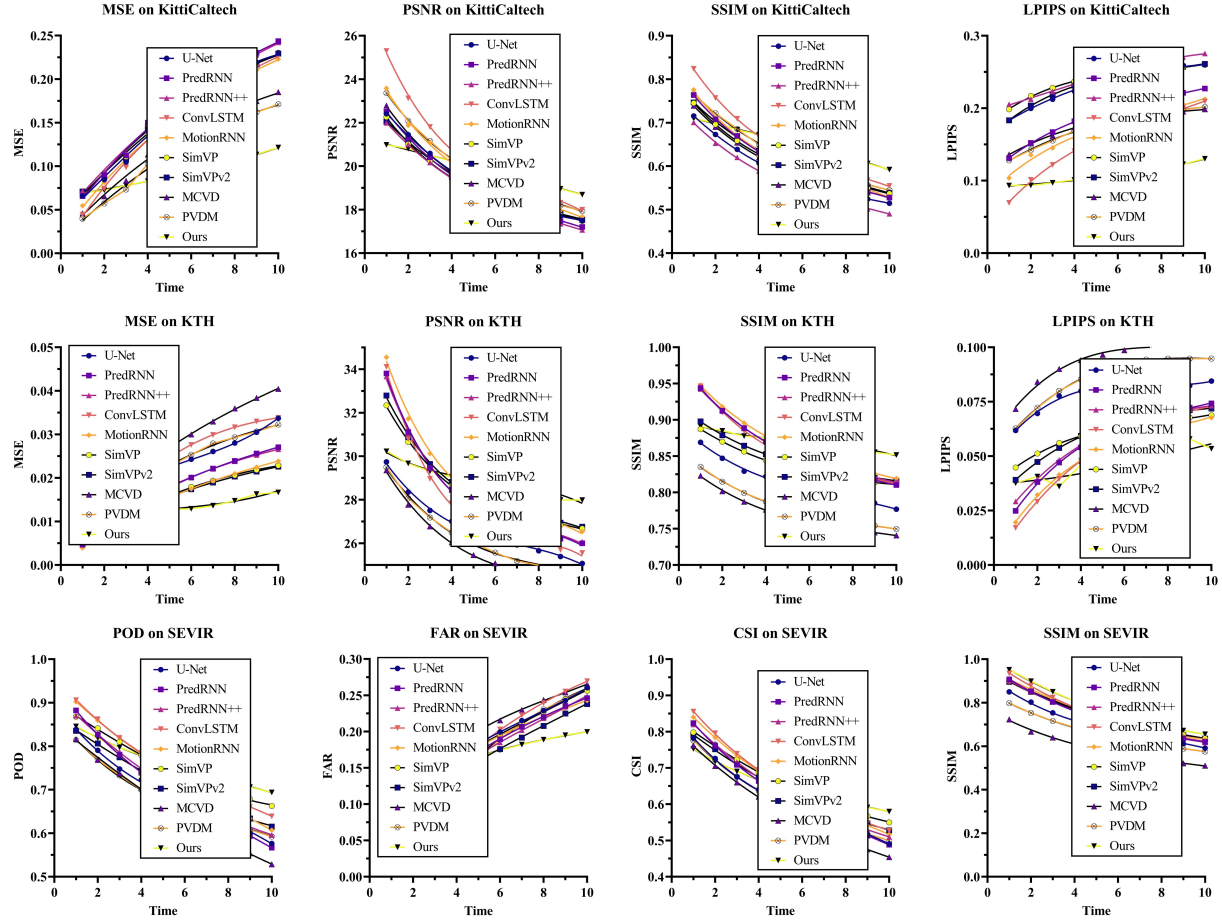 MSE on KittiCaltech
MSE
0.25
0.20
0.15
0.10
0.05
0.00
0 2 4 6 8 10
Time
U-Net
PredRNN
PredRNN++
ConvLSTM
MotionRNN
SimVP
SimVPv2
MCVD
PVDM
Ours
PSNR on KittiCaltech
PSNR
26
24
22
20
18
16
0 2 4 6 8 10
Time
U-Net
PredRNN
PredRNN++
ConvLSTM
MotionRNN
SimVP
SimVPv2
MCVD
PVDM
Ours
SSIM on KittiCaltech
SSIM
0.9
0.8
0.7
0.6
0.5
0.4
0 2 4 6 8 10
Time
U-Net
PredRNN
PredRNN++
ConvLSTM
MotionRNN
SimVP
SimVPv2
MCVD
PVDM
Ours
LPIPS on KittiCaltech
LPIPS
0.3
0.2
0.1
0.0
0 2 4 6 8 10
Time
U-Net
PredRNN
PredRNN++
ConvLSTM
MotionRNN
SimVP
SimVPv2
MCVD
PVDM
Ours
MSE on KTH
MSE
0.05
0.04
0.03
0.02
0.01
0.00
0 2 4 6 8 10
Time
U-Net
PredRNN
PredRNN++
ConvLSTM
MotionRNN
SimVP
SimVPv2
MCVD
PVDM
Ours
PSNR on KTH
PSNR
34
32
30
28
26
0 2 4 6 8 10
Time
U-Net
PredRNN
PredRNN++
ConvLSTM
MotionRNN
SimVP
SimVPv2
MCVD
PVDM
Ours
SSIM on KTH
SSIM
1.00
0.95
0.90
0.85
0.80
0.75
0.70
0 2 4 6 8 10
Time
U-Net
PredRNN
PredRNN++
ConvLSTM
MotionRNN
SimVP
SimVPv2
MCVD
PVDM
Ours
LPIPS on KTH
LPIPS
0.100
0.075
0.050
0.025
0.000
0 2 4 6 8 10
Time
U-Net
PredRNN
PredRNN++
ConvLSTM
MotionRNN
SimVP
SimVPv2
MCVD
PVDM
Ours
POD on SEVIR
POD
1.0
0.9
0.8
0.7
0.6
0.5
0 2 4 6 8 10
Time
U-Net
PredRNN
PredRNN++
ConvLSTM
MotionRNN
SimVP
SimVPv2
MCVD
PVDM
Ours
FAR on SEVIR
FAR
0.30
0.25
0.20
0.15
0.10
0.05
0.00
0 2 4 6 8 10
Time
U-Net
PredRNN
PredRNN++
ConvLSTM
MotionRNN
SimVP
SimVPv2
MCVD
PVDM
Ours
CSI on SEVIR
CSI
1.0
0.9
0.8
0.7
0.6
0.5
0.4
0 2 4 6 8 10
Time
U-Net
PredRNN
PredRNN++
ConvLSTM
MotionRNN
SimVP
SimVPv2
MCVD
PVDM
Ours
SSIM on SEVIR
SSIM
1.0
0.8
0.6
0.4
0.2
0.0
0 2 4 6 8 10
Time
U-Net
PredRNN
PredRNN++
ConvLSTM
MotionRNN
SimVP
SimVPv2
MCVD
PVDM
Ours